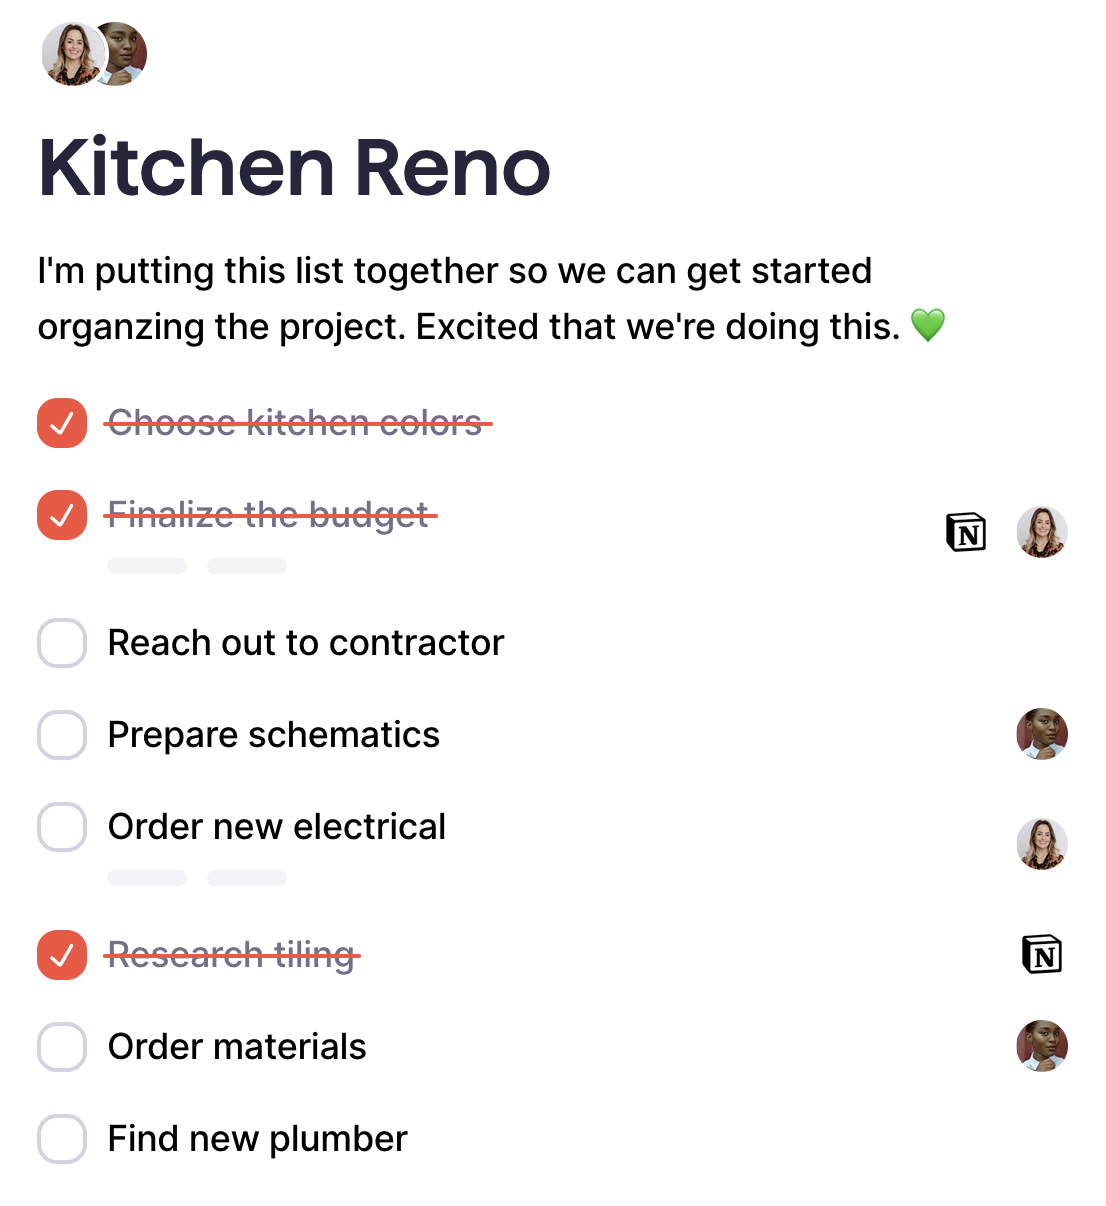 Kitchen Reno
I'm putting this list together so we can get started
organzing the project. Excited that we're doing this. 💚
Choose kitchen colors
Finalize the budget
N
Reach out to contractor
Prepare schematics
Order new electrical
Research tiling
N
Order materials
Find new plumber